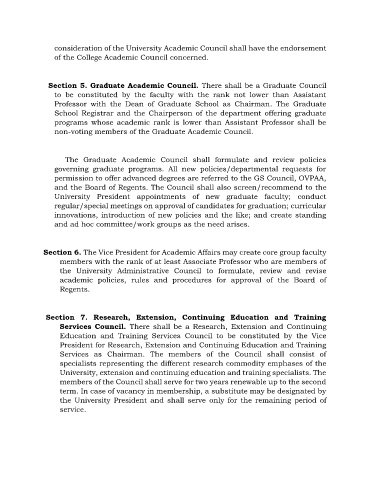 consideration of the University Academic Council shall have the endorsement
of the College Academic Council concerned.
Section 5. Graduate Academic Council. There shall be a Graduate Council
to be constituted by the faculty with the rank not lower than Assistant
Professor with the Dean of Graduate School as Chairman. The Graduate
School Registrar and the Chairperson of the department offering graduate
programs whose academic rank is lower than Assistant Professor shall be
non-voting members of the Graduate Academic Council.
The Graduate Academic Council shall formulate and review policies
governing graduate programs. All new policies/departmental requests for
permission to offer advanced degrees are referred to the GS Council, OVPAA,
and the Board of Regents. The Council shall also screen/recommend to the
University President appointments of new graduate faculty; conduct
regular/special meetings on approval of candidates for graduation; curricular
innovations, introduction of new policies and the like; and create standing
and ad hoc committee/work groups as the need arises.
Section 6. The Vice President for Academic Affairs may create core group faculty
members with the rank of at least Associate Professor who are members of
the University Administrative Council to formulate, review and revise
academic policies, rules and procedures for approval of the Board of
Regents.
Section 7. Research, Extension, Continuing Education and Training
Services Council. There shall be a Research, Extension and Continuing
Education and Training Services Council to be constituted by the Vice
President for Research, Extension and Continuing Education and Training
Services as Chairman. The members of the Council shall consist of
specialists representing the different research commodity emphases of the
University, extension and continuing education and training specialists. The
members of the Council shall serve for two years renewable up to the second
term. In case of vacancy in membership, a substitute may be designated by
the University President and shall serve only for the remaining period of
service.